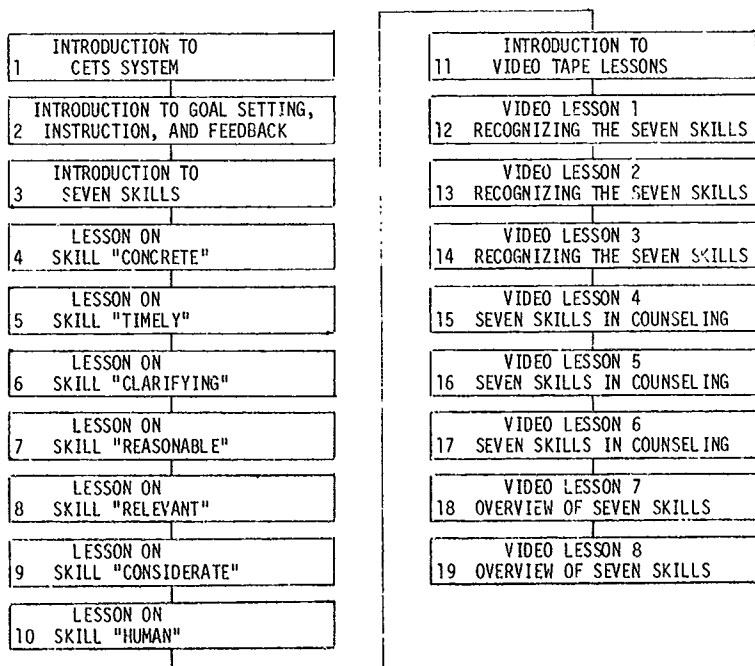 INTRODUCTION TO
1 CETS SYSTEM
INTRODUCTION TO GOAL SETTING,
2 INSTRUCTION, AND FEEDBACK
INTRODUCTION TO
3 SEVEN SKILLS
LESSON ON
4 SKILL "CONCRETE"
LESSON ON
5 SKILL "TIMELY"
LESSON ON
6 SKILL "CLARIFYING"
LESSON ON
7 SKILL "REASONABLE"
LESSON ON
8 SKILL "RELEVANT"
LESSON ON
9 SKILL "CONSIDERATE"
LESSON ON
10 SKILL "HUMAN"
INTRODUCTION TO
11 VIDEO TAPE LESSONS
VIDEO LESSON 1
12 RECOGNIZING THE SEVEN SKILLS
VIDEO LESSON 2
13 RECOGNIZING THE SEVEN SKILLS
VIDEO LESSON 3
14 RECOGNIZING THE SEVEN SKILLS
VIDEO LESSON 4
15 SEVEN SKILLS IN COUNSELING
VIDEO LESSON 5
16 SEVEN SKILLS IN COUNSELING
VIDEO LESSON 6
17 SEVEN SKILLS IN COUNSELING
VIDEO LESSON 7
18 OVERVIEW OF SEVEN SKILLS
VIDEO LESSON 8
19 OVERVIEW OF SEVEN SKILLS